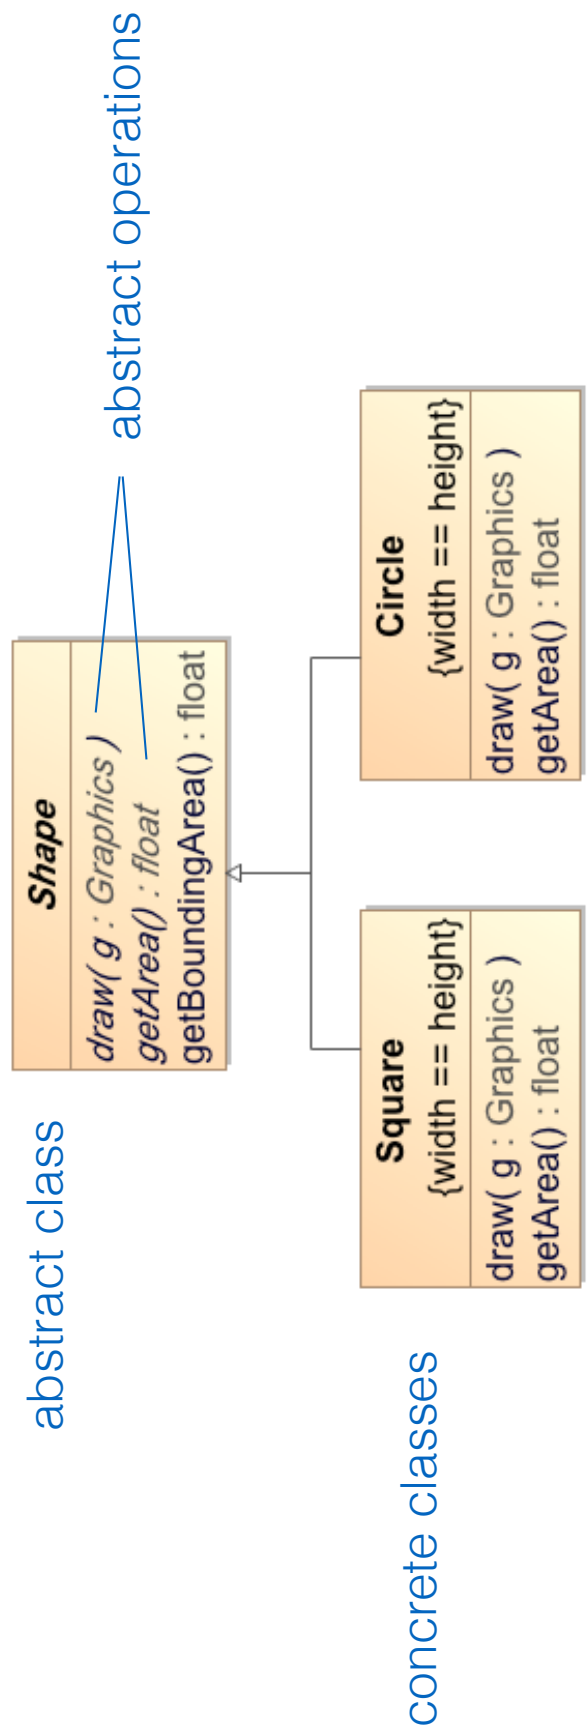 abstract class
Shape
draw( g : Graphics )
getArea() : float
getBoundingArea() : float
abstract operations
concrete classes
Square
{width == height}
draw( g : Graphics )
getArea() : float
Circle
{width == height}
draw( g : Graphics )
getArea() : float